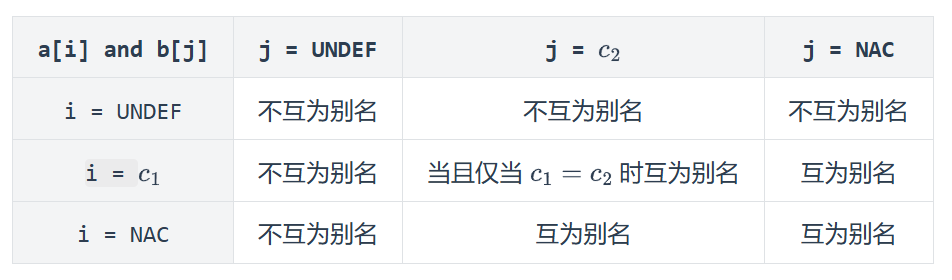 a[i] and b[j] j = UNDEF j = c₂ j = NAC
i = UNDEF 不互为别名 不互为别名 不互为别名
i = c₁ 不互为别名 当且仅当 c₁ = c₂ 时互为别名 互为别名
i = NAC 不互为别名 互为别名 互为别名